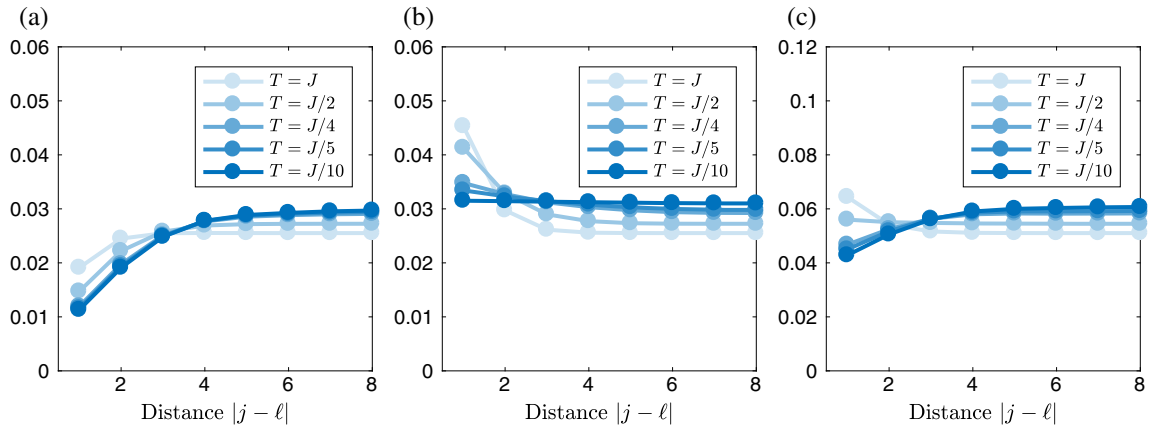 (a)
0.06
0.05
0.04
0.03
0.02
0.01
0
2
4
6
8
T = J
T = J/2
T = J/4
T = J/5
T = J/10
Distance |j − ℓ|
(b)
0.06
0.05
0.04
0.03
0.02
0.01
0
2
4
6
8
T = J
T = J/2
T = J/4
T = J/5
T = J/10
Distance |j − ℓ|
(c)
0.12
0.1
0.08
0.06
0.04
0.02
0
2
4
6
8
T = J
T = J/2
T = J/4
T = J/5
T = J/10
Distance |j − ℓ|